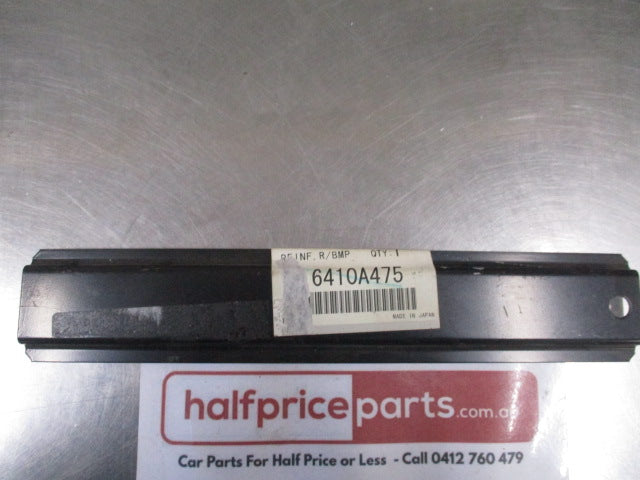 REINF,R/BMP QTY:1
6410A475
MADE IN JAPAN
halfpriceparts.com.au
Car Parts For Half Price or Less - Call 0412 760 479